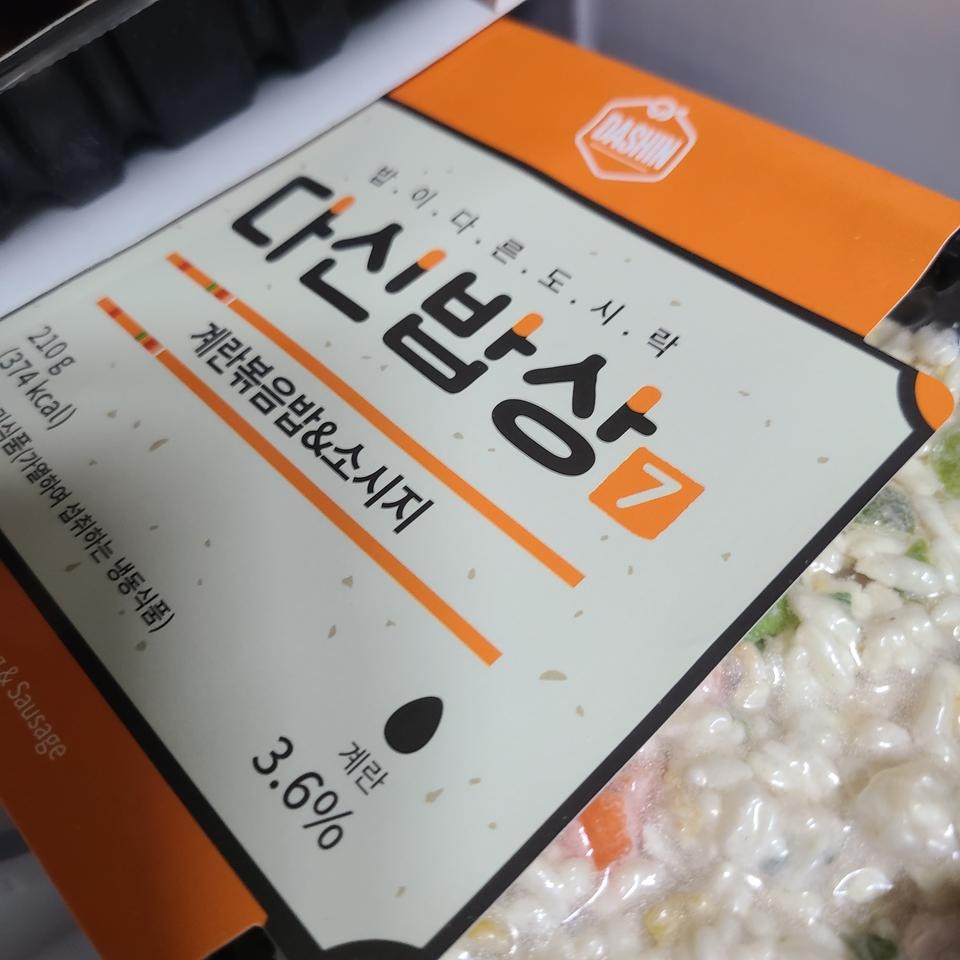 DASHIN
밥.이.다.른.도.시.락
다신밥상 7
계란볶음밥&소시지
210g
(374 kcal)
(가열하여 섭취하는 냉동식품)
계란
3.6%
& Sausage